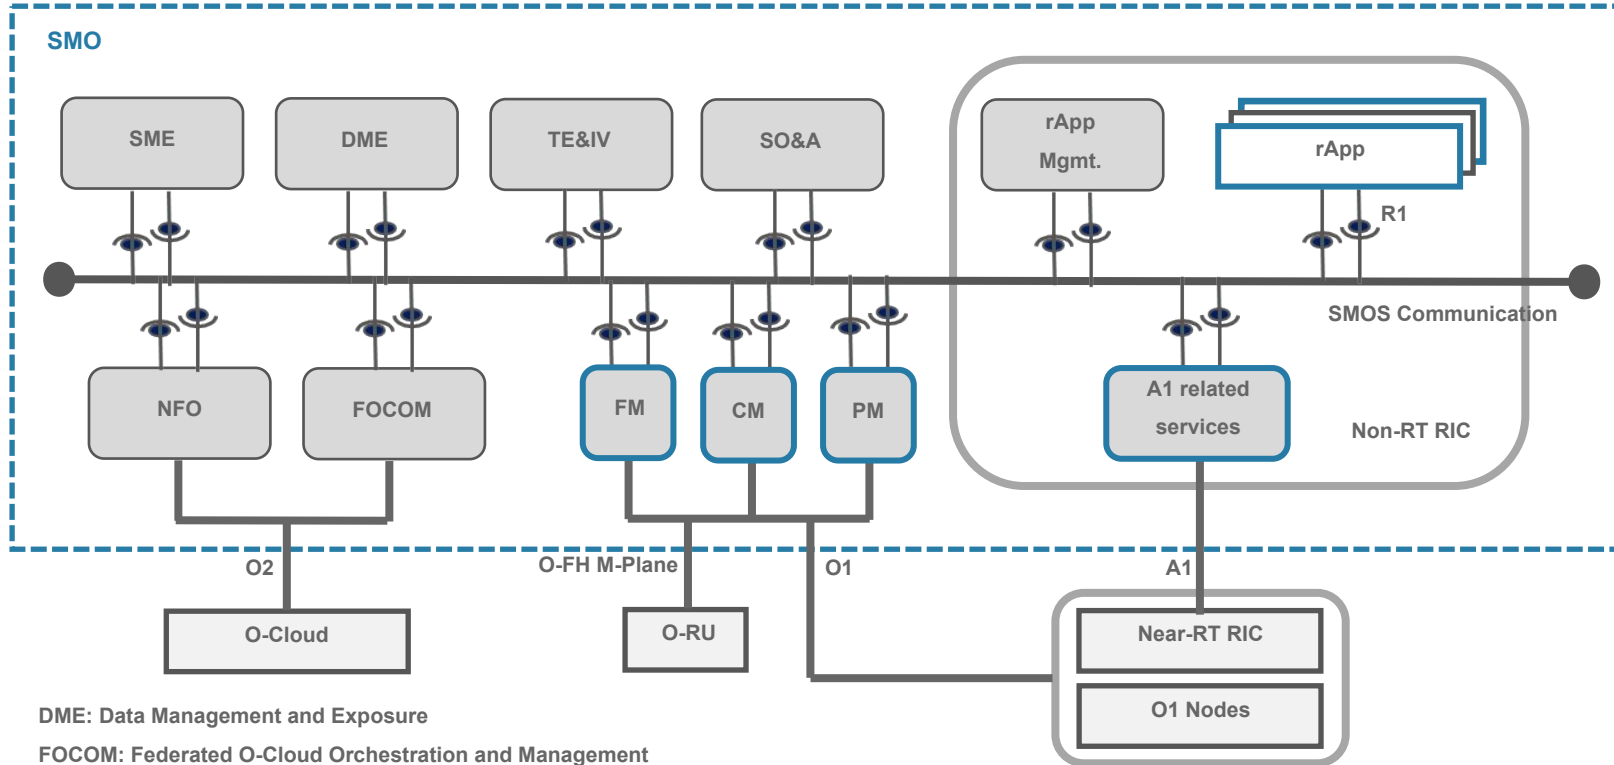 SMO
SME
DME
TE&IV
SO&A
rApp
Mgmt.
rApp
R1
SMOS Communication
NFO
FOCOM
FM
CM
PM
A1 related
services
Non-RT RIC
O2
O-FH M-Plane
O1
A1
O-Cloud
O-RU
Near-RT RIC
O1 Nodes
DME: Data Management and Exposure
FOCOM: Federated O-Cloud Orchestration and Management